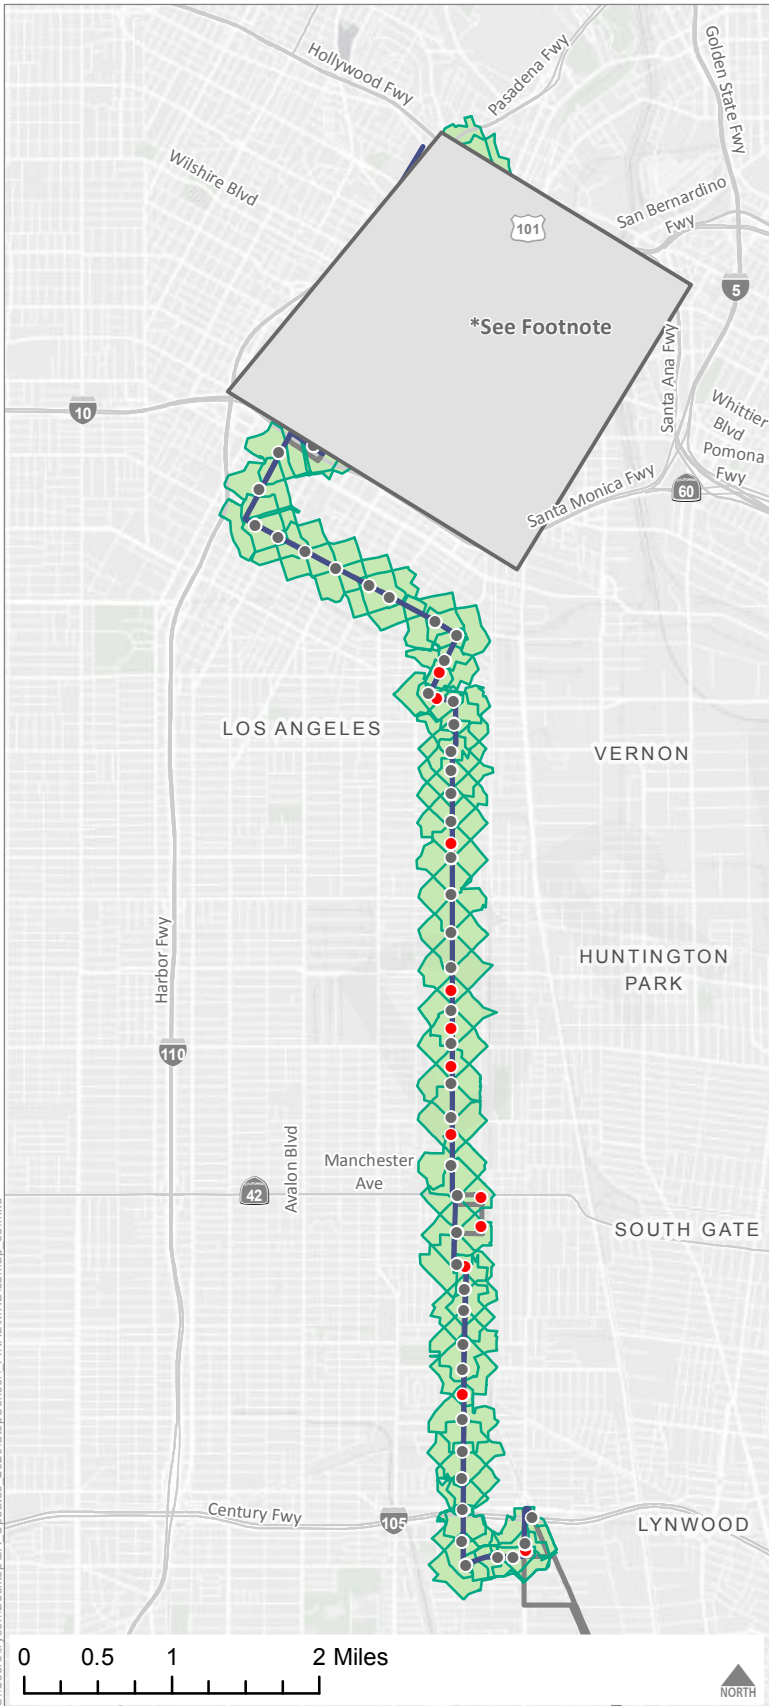 Hollywood Fwy
Pasadena Fwy
Golden State Fwy
Wilshire Blvd
San Bernardino
Fwy
101
5
*See Footnote
Santa Ana Fwy
10
Whittier
Blvd
Pomona
Fwy
Santa Monica Fwy
CALIFORNIA
60
LOS ANGELES
VERNON
Harbor Fwy
HUNTINGTON
PARK
110
Avalon Blvd
Manchester
Ave
CALIFORNIA
42
SOUTH GATE
Century Fwy
105
LYNWOOD
0 0.5 1 2 Miles
NORTH